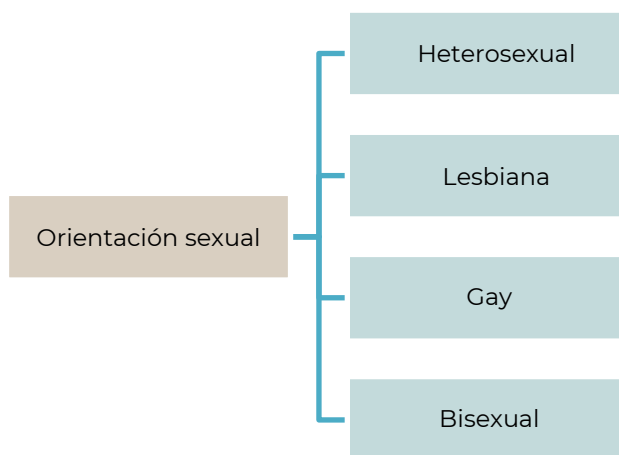 Heterosexual
Lesbiana
Orientación sexual
Gay
Bisexual